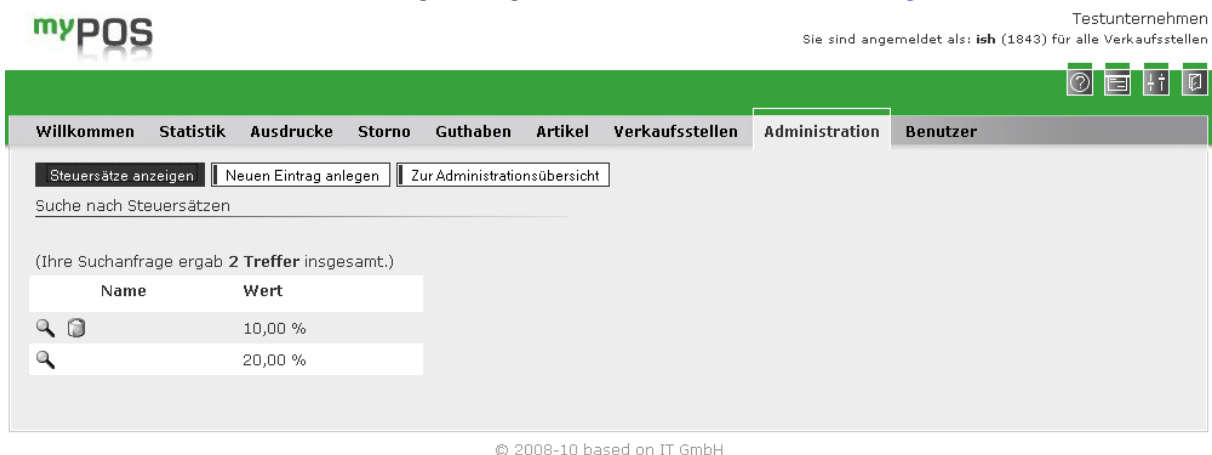 myPOS
Testunternehmen
Sie sind angemeldet als: ish (1843) für alle Verkaufsstellen
Willkommen Statistik Ausdrucke Storno Guthaben Artikel Verkaufsstellen Administration Benutzer
Steuersätze anzeigen Neuen Eintrag anlegen Zur Administrationsübersicht
Suche nach Steuersätzen
(Ihre Suchanfrage ergab 2 Treffer insgesamt.)
Name Wert
10,00 %
20,00 %
© 2008-10 based on IT GmbH